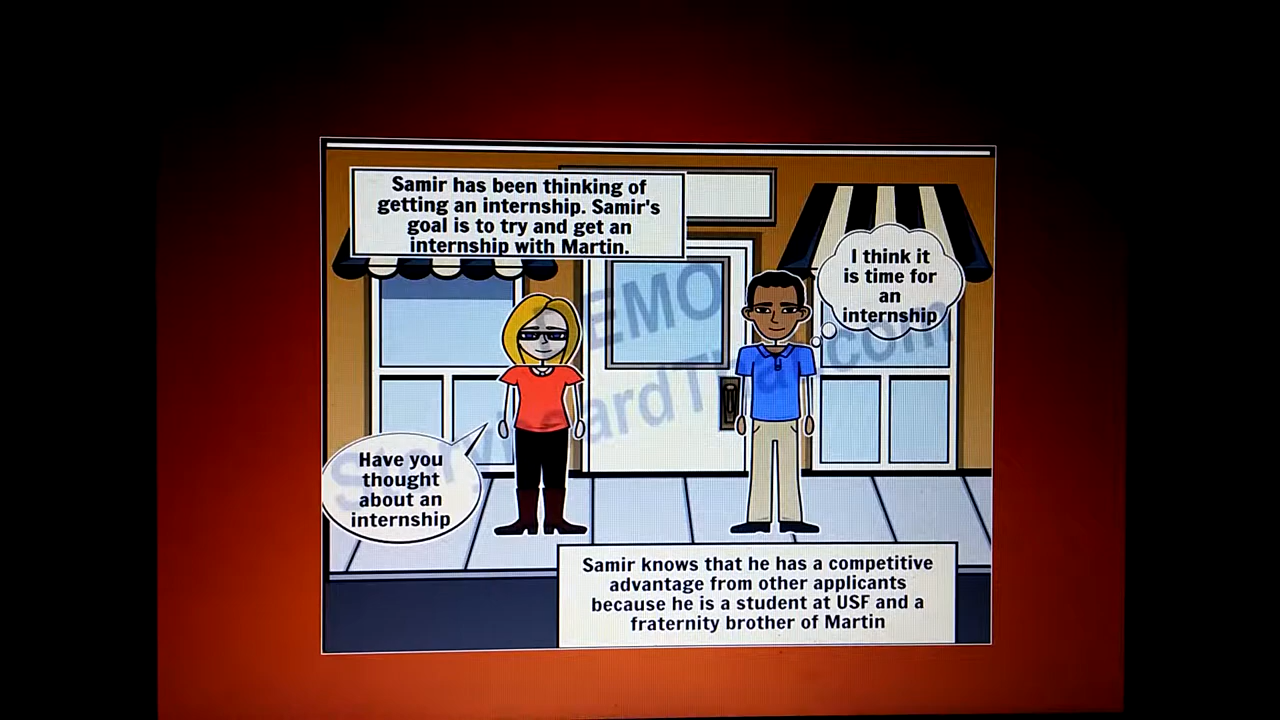 Samir has been thinking of
getting an internship. Samir's
goal is to try and get an
internship with Martin.
I think it
is time for
an
internship
Have you
thought
about an
internship
Samir knows that he has a competitive
advantage from other applicants
because he is a student at USF and a
fraternity brother of Martin